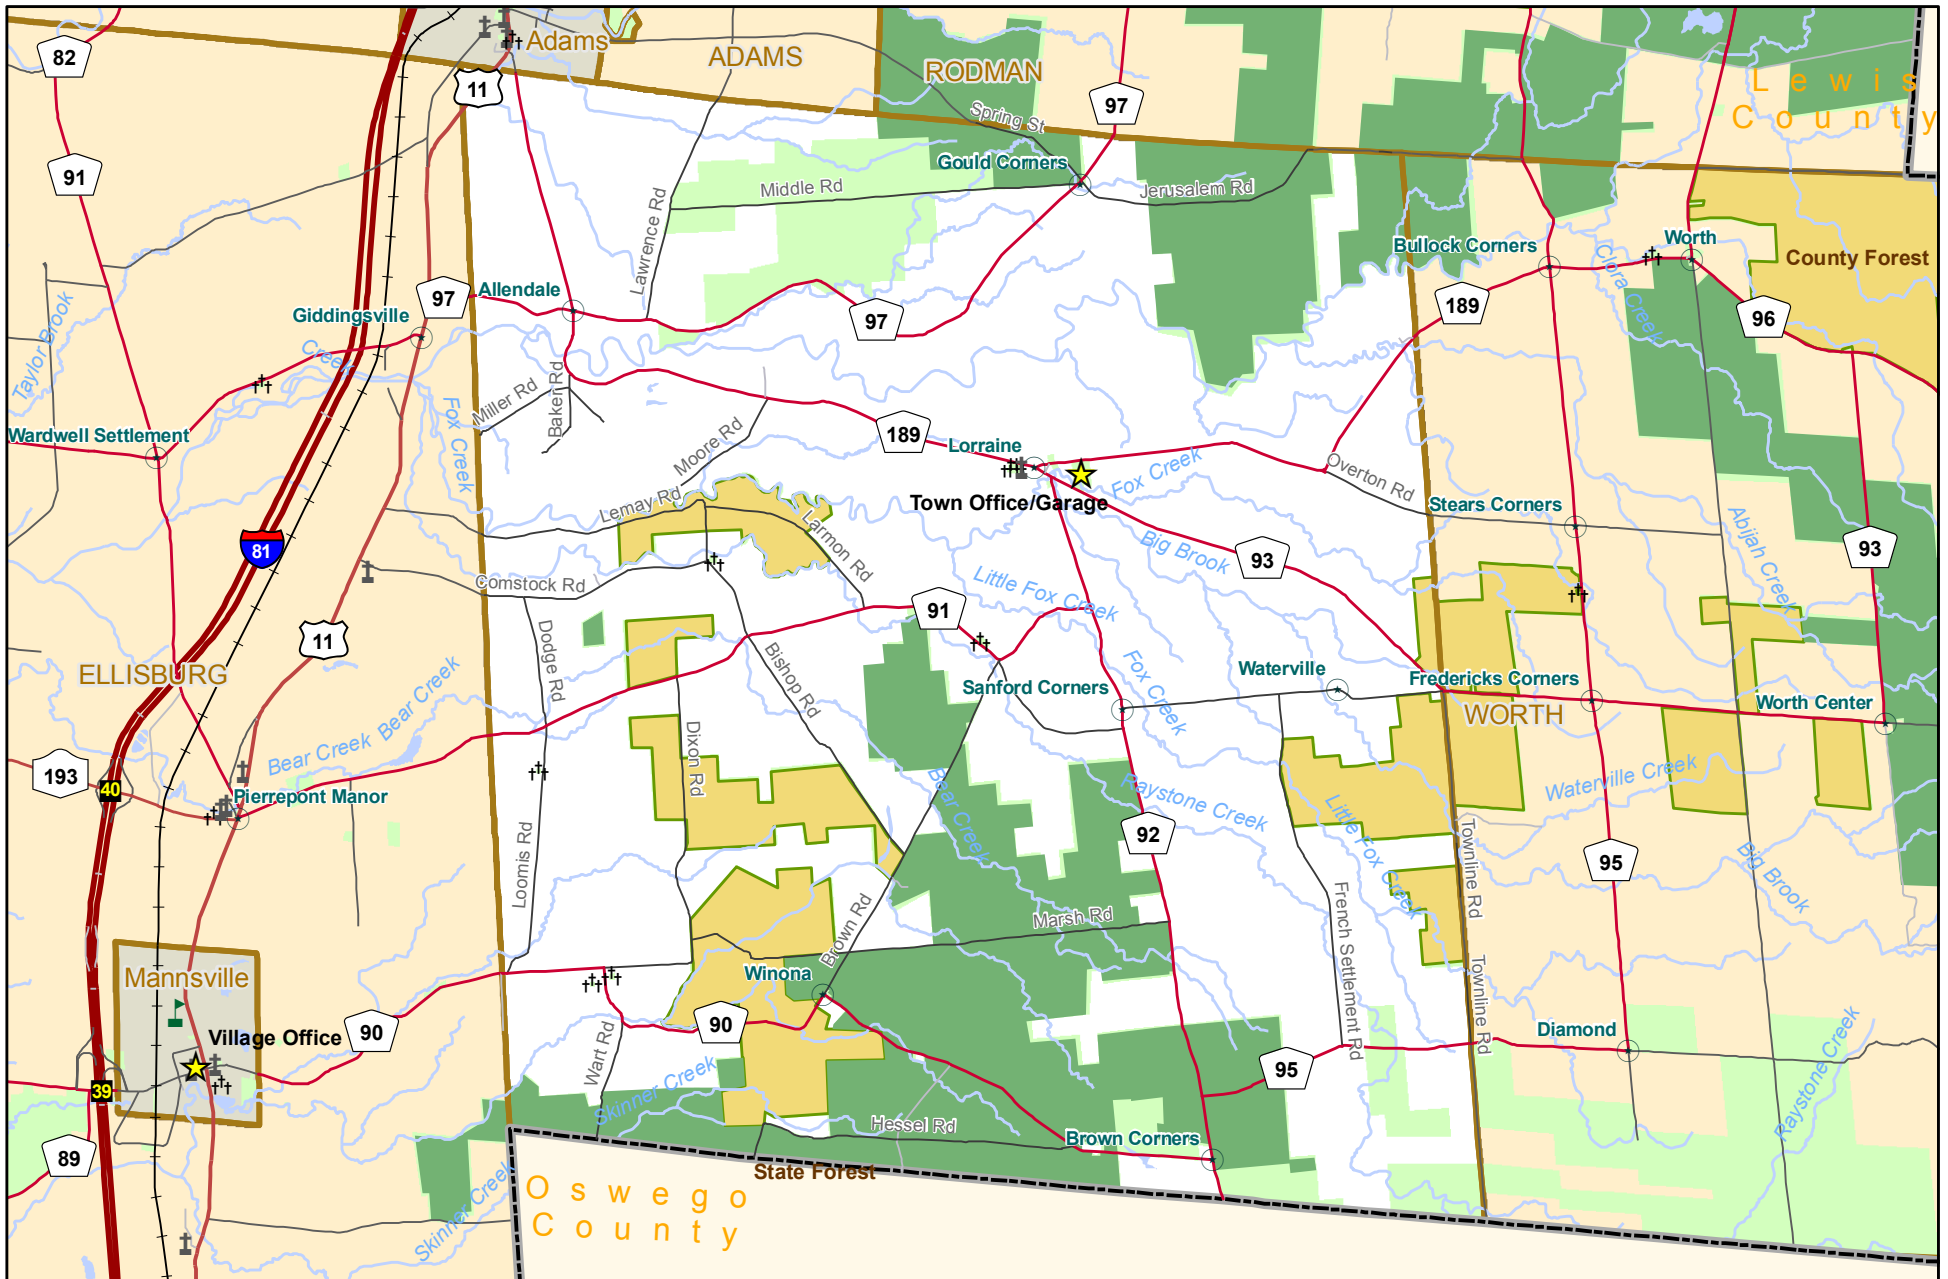 82
Adams
ADAMS
RODMAN
Lewis
County
11
97
Spring St
91
Gould Corners
Middle Rd
Jerusalem Rd
Lawrence Rd
Bullock Corners
Worth
County Forest
Clora Creek
97
Allendale
Giddingsville
97
189
96
Taylor Brook
Creek
Fox Creek
Miller Rd
Baker Rd
Wardwell Settlement
Moore Rd
189
Lorraine
Town Office/Garage
Fox Creek
Overton Rd
Stears Corners
Lemay Rd
Larmon Rd
81
Big Brook
93
Abijah Creek
93
Comstock Rd
Little Fox Creek
91
11
Dodge Rd
Bishop Rd
ELLISBURG
Bear Creek
Bear Creek
Sanford Corners
Fox Creek
Waterville
Fredericks Corners
WORTH
Worth Center
193
40
Pierrepont Manor
Dixon Rd
Bear Creek
Raystone Creek
Waterville Creek
92
Little Fox Creek
Townline Rd
95
Big Brook
Loomis Rd
Brown Rd
Marsh Rd
French Settlement Rd
Mannsville
Winona
Townline Rd
Village Office
90
90
Wart Rd
Diamond
Raystone Creek
95
39
Skinner Creek
Hessel Rd
Brown Corners
89
State Forest
Skinner Creek
Oswego
County